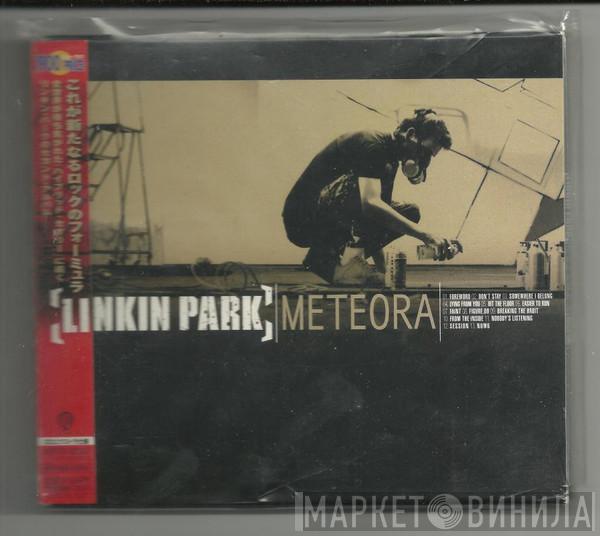 これが新たなるロックのフォーミュラ
[LINKIN PARK] METEORA
01. FOREWORD 02. DON'T STAY 03. SOMEWHERE I BELONG
04. LYING FROM YOU 05. HIT THE FLOOR 06. EASIER TO RUN
07. FAINT 08. FIGURE.09 09. BREAKING THE HABIT
10. FROM THE INSIDE 11. NOBODY'S LISTENING
12. SESSION 13. NUMB
МАРКЕТ ВИНИЛА